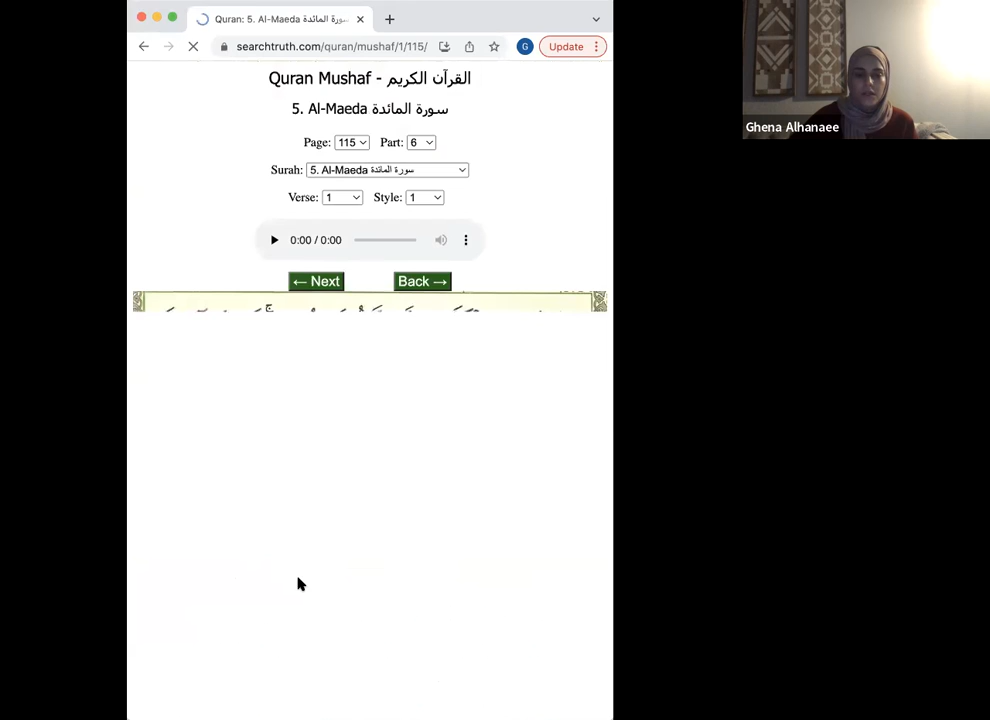 Quran: 5. Al-Maeda سورة المائدة
searchtruth.com/quran/mushaf/1/115/
G
Update
Quran Mushaf - القرآن الكريم
5. Al-Maeda سورة المائدة
Page: 115 Part: 6
Surah: 5. Al-Maeda سورة المائدة
Verse: 1 Style: 1
0:00 / 0:00
← Next Back →
Ghena Alhanaee